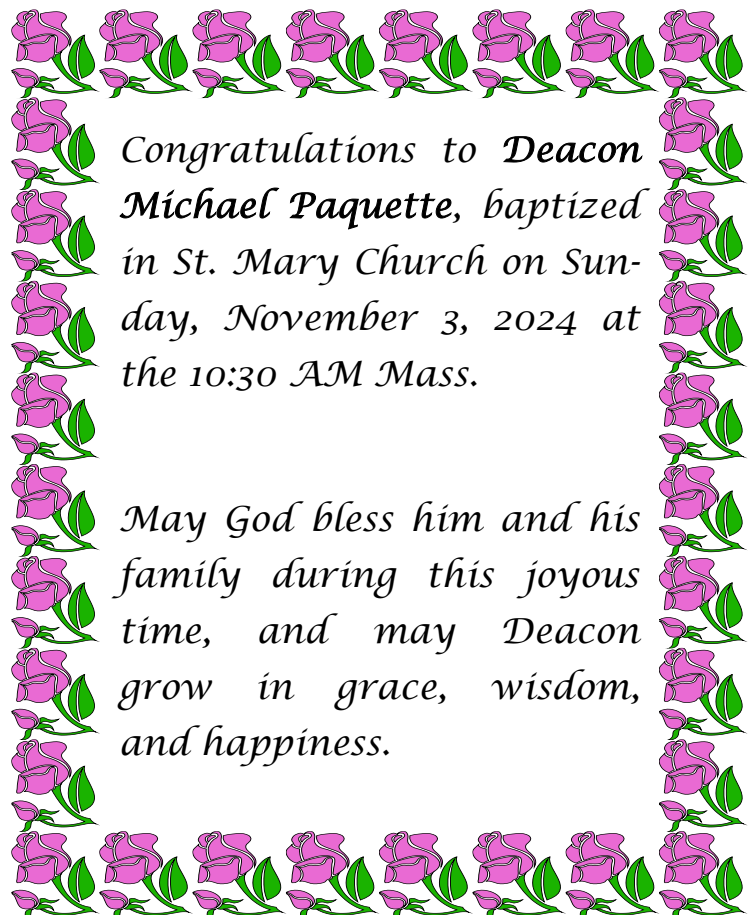 Congratulations to Deacon
Michael Paquette, baptized
in St. Mary Church on Sun-
day, November 3, 2024 at
the 10:30 AM Mass.
May God bless him and his
family during this joyous
time, and may Deacon
grow in grace, wisdom,
and happiness.